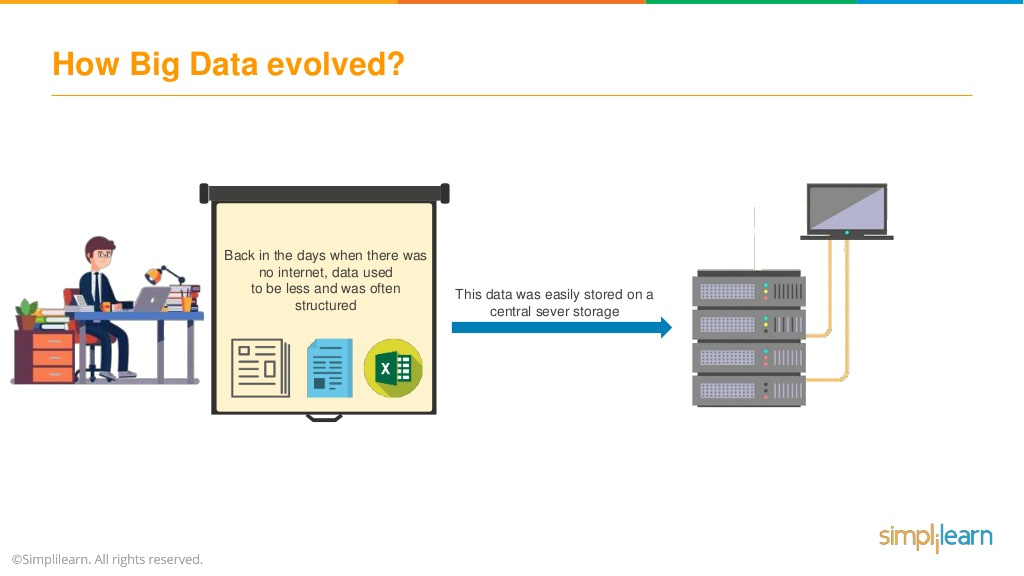 How Big Data evolved?
Back in the days when there was
no internet, data used
to be less and was often
structured
X
This data was easily stored on a
central sever storage
©Simplilearn. All rights reserved.
simplilearn